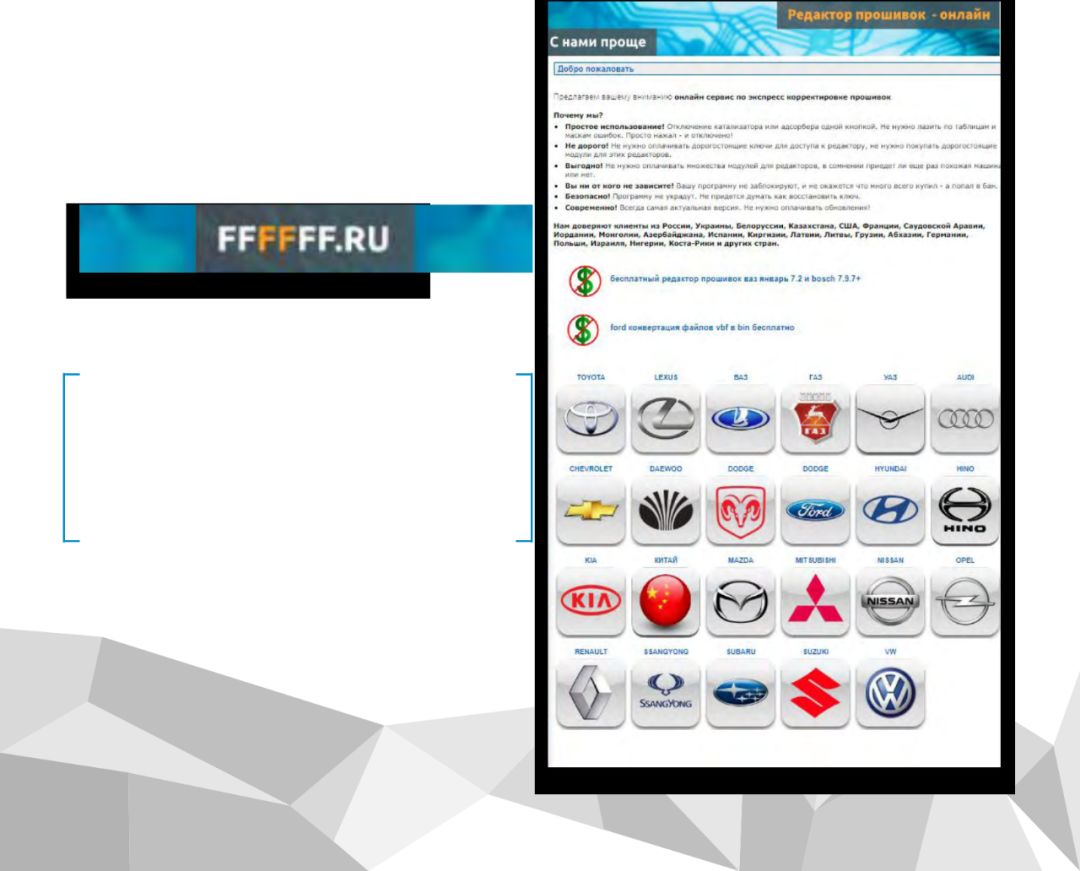 FFFFFF.RU
Редактор прошивок - онлайн
С нами проще
Добро пожаловать
Предлагаем вашему вниманию онлайн сервис по экспресс корректировке прошивок
Почему мы?
• Простое использование! Отключение катализатора или адсорбера одной кнопкой. Не нужно лазить по таблицам и
маскам ошибок. Просто нажал - и отключено!
• Не дорого! Не нужно оплачивать дорогостоящие ключи для доступа к редактору, не нужно покупать дорогостоящие
модули для этих редакторов.
• Выгодно! Не нужно оплачивать множества модулей для редакторов, в сомнении приедет ли еще раз похожая машина
или нет.
• Вы ни от кого не зависите! Вашу программу не заблокируют, и не окажется что много всего купил - а попал в бан.
• Безопасно! Программу не украдут. Не придется думать как восстановить ключ.
• Современно! Всегда самая актуальная версия. Не нужно оплачивать обновления!
Нам доверяют клиенты из России, Украины, Белоруссии, Казахстана, США, Франции, Саудовской Аравии,
Иордании, Монголии, Азербайджана, Испании, Киргизии, Латвии, Литвы, Грузии, Абхазии, Германии,
Польши, Израиля, Нигерии, Коста-Рики и других стран.
бесплатный редактор прошивок ваз январь 7.2 и bosch 7.9.7+
ford конвертация файлов vbf в bin бесплатно
TOYOTA LEXUS ВАЗ ГАЗ УАЗ AUDI
ГАЗ
CHEVROLET DAEWOO DODGE DODGE HYUNDAI HINO
Ford HINO
KIA КИТАЙ MAZDA MITSUBISHI NISSAN OPEL
KIA NISSAN
RENAULT SSANGYONG SUBARU SUZUKI VW
SSANGYONG